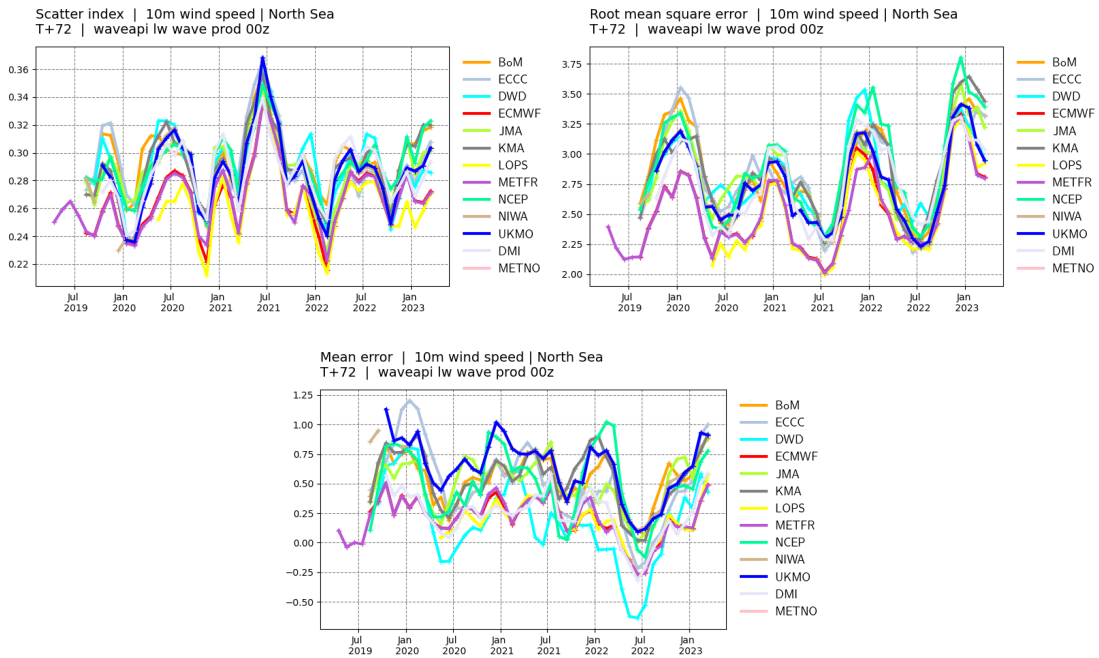 Scatter index | 10m wind speed | North Sea
T+72 | waveapi lw wave prod 00z
0.36
0.34
0.32
0.30
0.28
0.26
0.24
0.22
Jul
2019
Jan
2020
Jul
2020
Jan
2021
Jul
2021
Jan
2022
Jul
2022
Jan
2023
BoM
ECCC
DWD
ECMWF
JMA
KMA
LOPS
METFR
NCEP
NIWA
UKMO
DMI
METNO
Root mean square error | 10m wind speed | North Sea
T+72 | waveapi lw wave prod 00z
3.75
3.50
3.25
3.00
2.75
2.50
2.25
2.00
Jul
2019
Jan
2020
Jul
2020
Jan
2021
Jul
2021
Jan
2022
Jul
2022
Jan
2023
BoM
ECCC
DWD
ECMWF
JMA
KMA
LOPS
METFR
NCEP
NIWA
UKMO
DMI
METNO
Mean error | 10m wind speed | North Sea
T+72 | waveapi lw wave prod 00z
1.25
1.00
0.75
0.50
0.25
0.00
−0.25
−0.50
Jul
2019
Jan
2020
Jul
2020
Jan
2021
Jul
2021
Jan
2022
Jul
2022
Jan
2023
BoM
ECCC
DWD
ECMWF
JMA
KMA
LOPS
METFR
NCEP
NIWA
UKMO
DMI
METNO